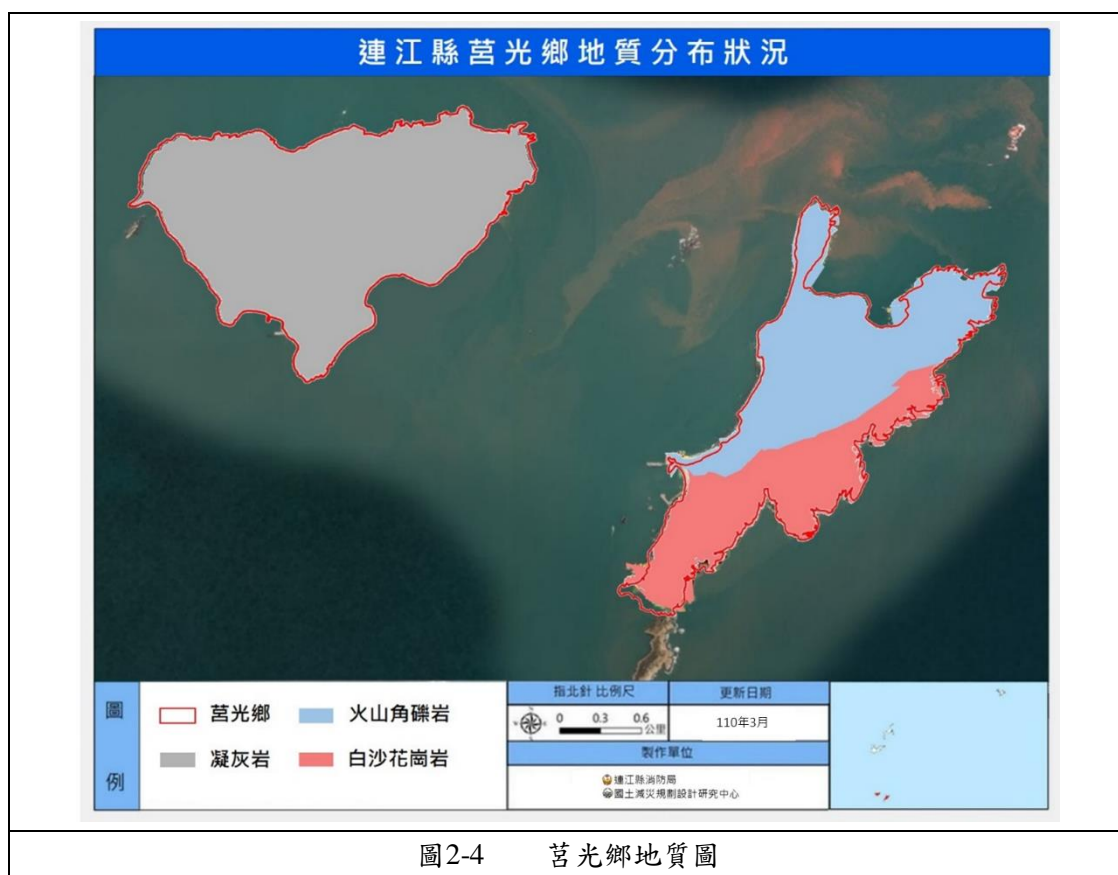 連江縣莒光鄉地質分布狀況
圖例
莒光鄉
火山角礫岩
凝灰岩
白沙花崗岩
指北針 比例尺
0 0.3 0.6
公里
更新日期
110年3月
製作單位
連江縣消防局
國土減災規劃設計研究中心
圖2-4 莒光鄉地質圖